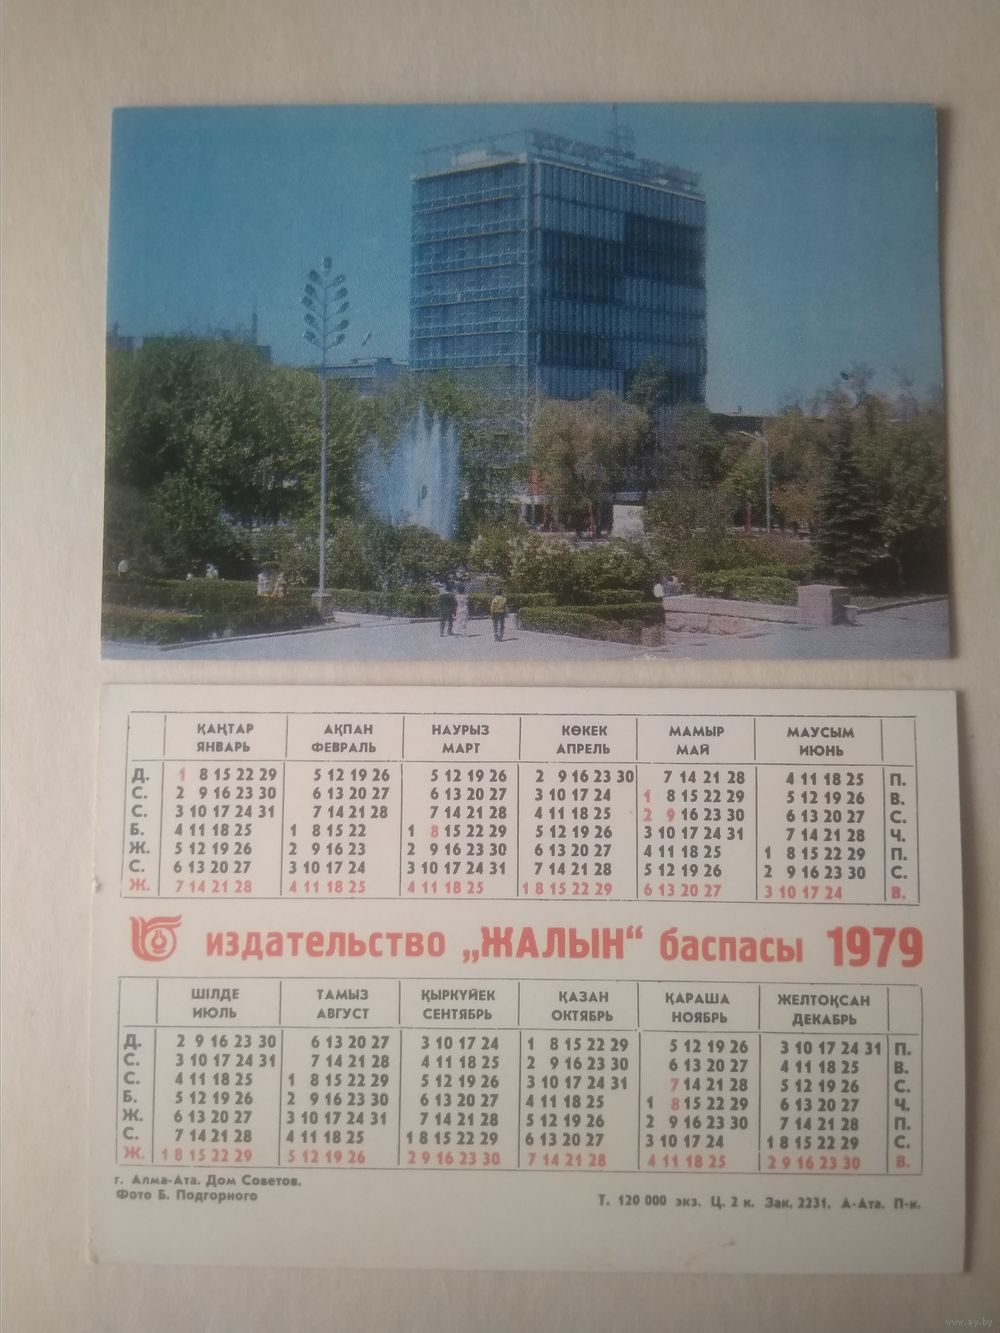 ҚАҢТАР АҚПАН НАУРЫЗ КӨКЕК МАМЫР МАУСЫМ
ЯНВАРЬ ФЕВРАЛЬ МАРТ АПРЕЛЬ МАЙ ИЮНЬ
Д. 1 8 15 22 29 5 12 19 26 5 12 19 26 2 9 16 23 30 7 14 21 28 4 11 18 25 П.
С. 2 9 16 23 30 6 13 20 27 6 13 20 27 3 10 17 24 1 8 15 22 29 5 12 19 26 В.
С. 3 10 17 24 31 7 14 21 28 7 14 21 28 4 11 18 25 2 9 16 23 30 6 13 20 27 С.
Б. 4 11 18 25 1 8 15 22 1 8 15 22 29 5 12 19 26 3 10 17 24 31 7 14 21 28 Ч.
Ж. 5 12 19 26 2 9 16 23 2 9 16 23 30 6 13 20 27 4 11 18 25 1 8 15 22 29 П.
С. 6 13 20 27 3 10 17 24 3 10 17 24 31 7 14 21 28 5 12 19 26 2 9 16 23 30 С.
Ж. 7 14 21 28 4 11 18 25 4 11 18 25 1 8 15 22 29 6 13 20 27 3 10 17 24 В.
издательство „ЖАЛЫН“ баспасы 1979
ШІЛДЕ ТАМЫЗ ҚЫРКҮЙЕК ҚАЗАН ҚАРАША ЖЕЛТОҚСАН
ИЮЛЬ АВГУСТ СЕНТЯБРЬ ОКТЯБРЬ НОЯБРЬ ДЕКАБРЬ
Д. 2 9 16 23 30 6 13 20 27 3 10 17 24 1 8 15 22 29 5 12 19 26 3 10 17 24 31 П.
С. 3 10 17 24 31 7 14 21 28 4 11 18 25 2 9 16 23 30 6 13 20 27 4 11 18 25 В.
С. 4 11 18 25 1 8 15 22 29 5 12 19 26 3 10 17 24 31 7 14 21 28 5 12 19 26 С.
Б. 5 12 19 26 2 9 16 23 30 6 13 20 27 4 11 18 25 1 8 15 22 29 6 13 20 27 Ч.
Ж. 6 13 20 27 3 10 17 24 31 7 14 21 28 5 12 19 26 2 9 16 23 30 7 14 21 28 П.
С. 7 14 21 28 4 11 18 25 1 8 15 22 29 6 13 20 27 3 10 17 24 1 8 15 22 29 С.
Ж. 1 8 15 22 29 5 12 19 26 2 9 16 23 30 7 14 21 28 4 11 18 25 2 9 16 23 30 В.
г. Алма-Ата. Дом Советов.
Фото Б. Подгорного
Т. 120 000 экз. Ц. 2 к. Зак. 2231. А-Ата. П-к.
www.ay.by